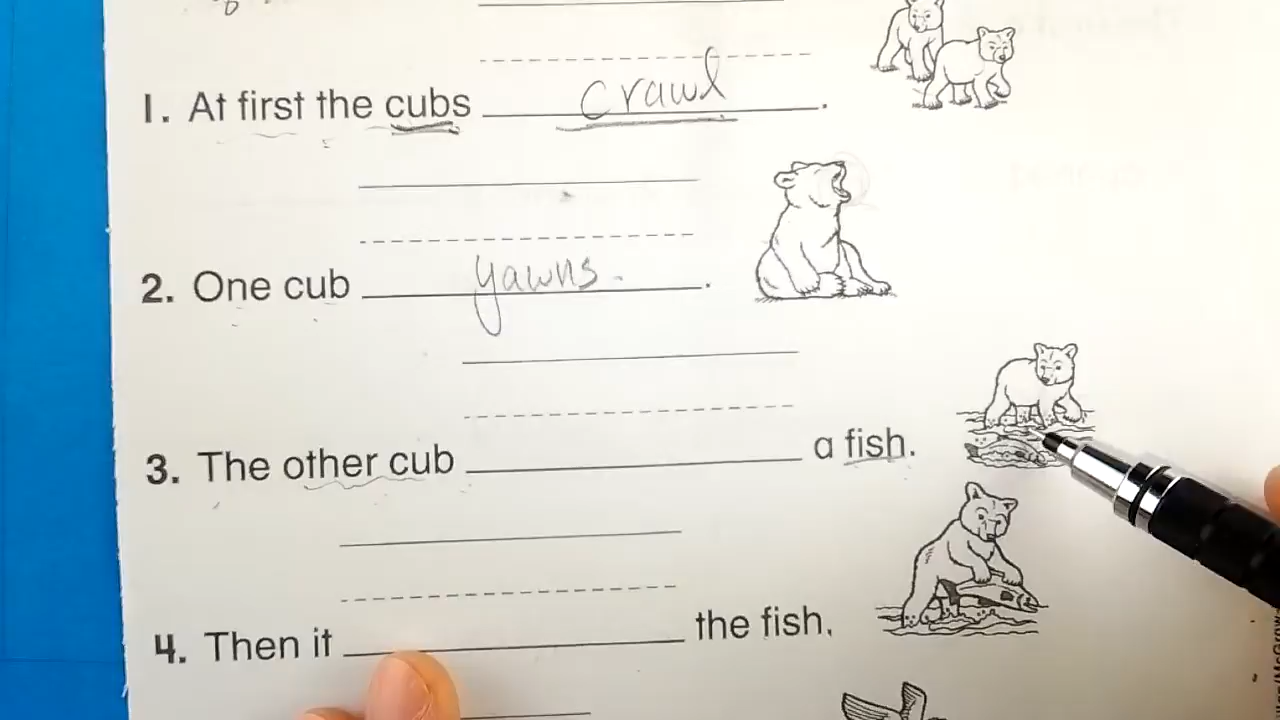 1. At first the cubs crawl.
2. One cub yawns.
3. The other cub a fish.
4. Then it the fish.